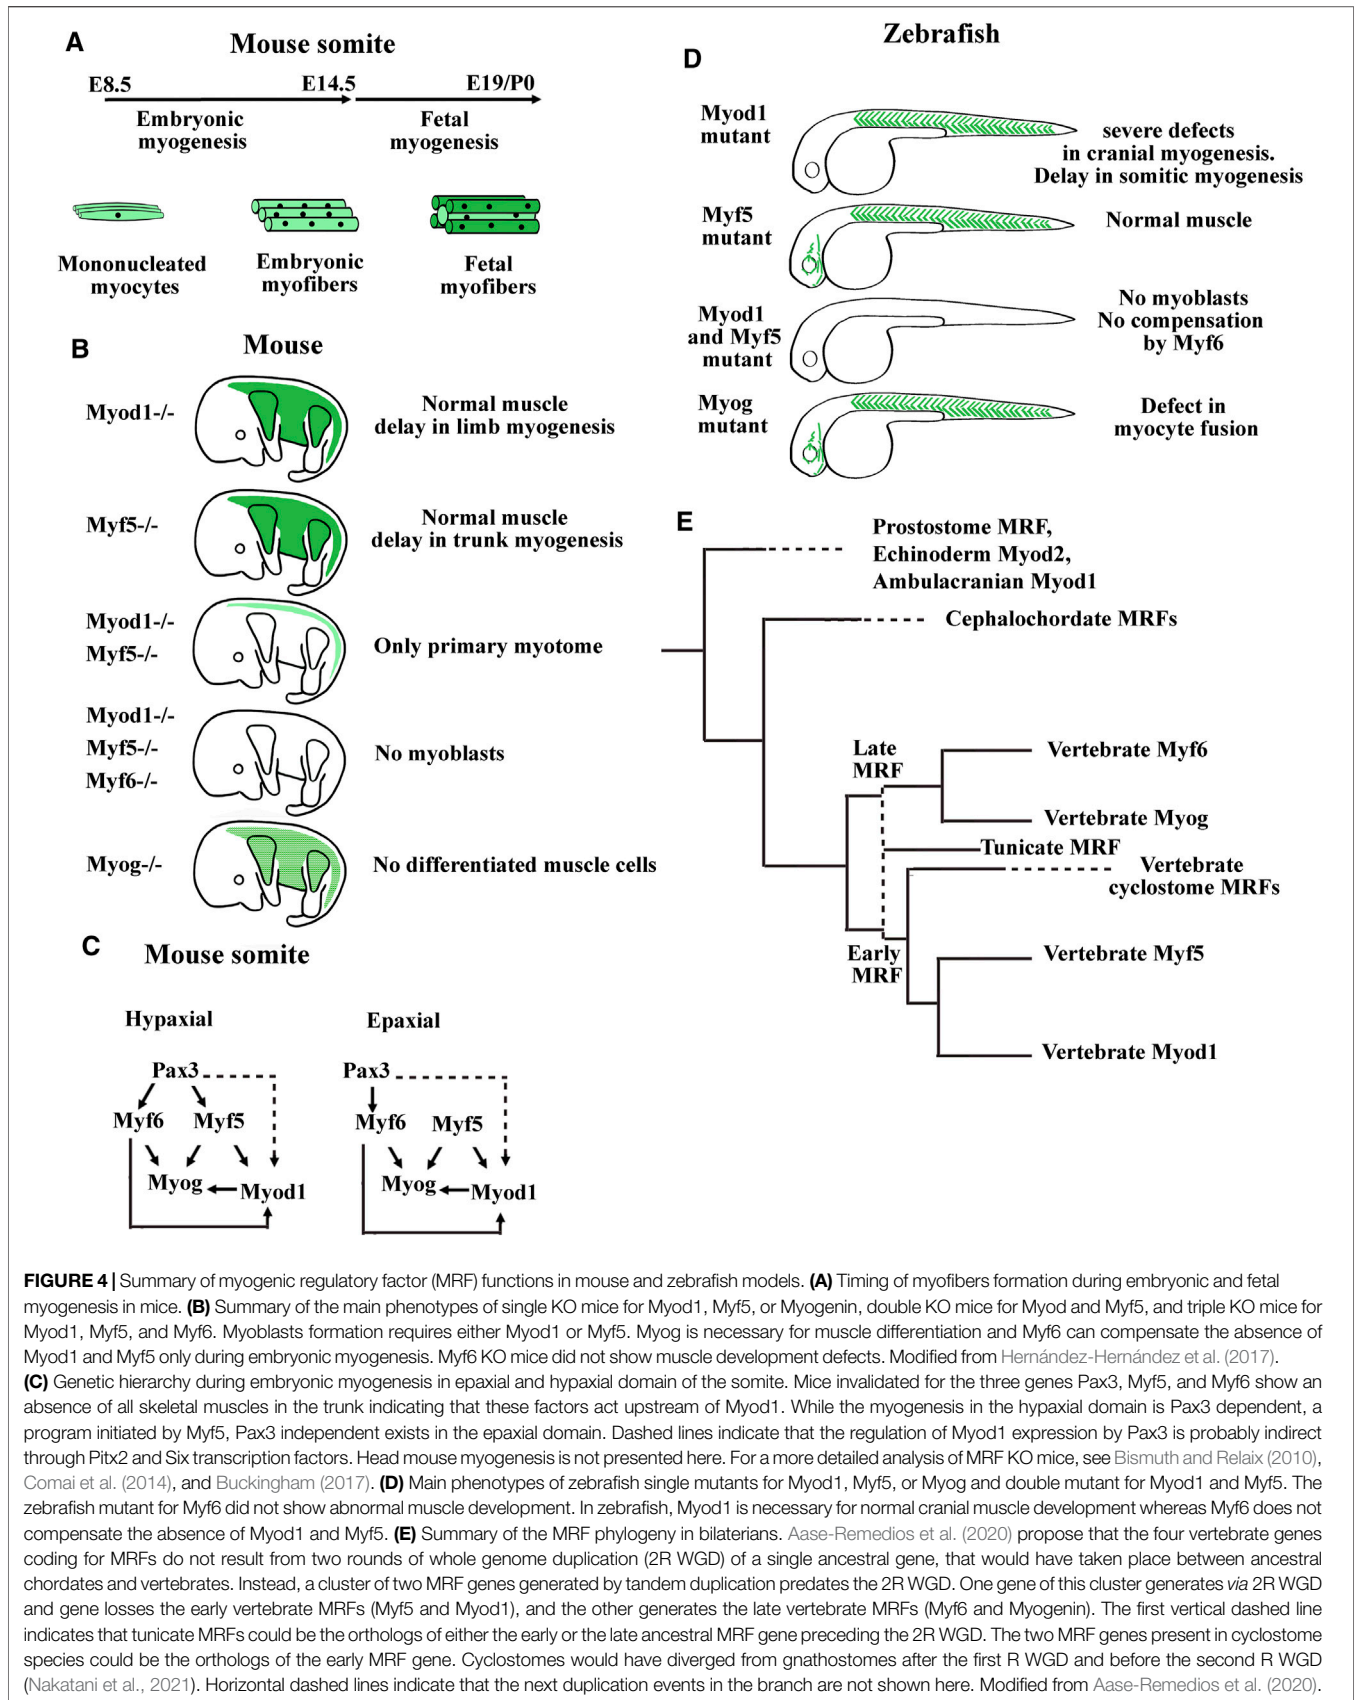 A
Mouse somite
E8.5
E14.5
E19/P0
Embryonic
myogenesis
Fetal
myogenesis
Mononucleated
myocytes
Embryonic
myofibers
Fetal
myofibers
B
Mouse
Myod1-/-
Normal muscle
delay in limb myogenesis
Myf5-/-
Normal muscle
delay in trunk myogenesis
Myod1-/-
Myf5-/-
Only primary myotome
Myod1-/-
Myf5-/-
Myf6-/-
No myoblasts
Myog-/-
No differentiated muscle cells
C
Mouse somite
Hypaxial
Pax3
Myf6
Myf5
Myog
Myod1
Epaxial
Pax3
Myf6
Myf5
Myog
Myod1
Zebrafish
D
Myod1
mutant
severe defects
in cranial myogenesis.
Delay in somitic myogenesis
Myf5
mutant
Normal muscle
Myod1
and Myf5
mutant
No myoblasts
No compensation
by Myf6
Myog
mutant
Defect in
myocyte fusion
E
Prostostome MRF,
Echinoderm Myod2,
Ambulacranian Myod1
Cephalochordate MRFs
Late
MRF
Vertebrate Myf6
Vertebrate Myog
Tunicate MRF
Vertebrate
cyclostome MRFs
Early
MRF
Vertebrate Myf5
Vertebrate Myod1
FIGURE 4 | Summary of myogenic regulatory factor (MRF) functions in mouse and zebrafish models. (A) Timing of myofibers formation during embryonic and fetal
myogenesis in mice. (B) Summary of the main phenotypes of single KO mice for Myod1, Myf5, or Myogenin, double KO mice for Myod and Myf5, and triple KO mice for
Myod1, Myf5, and Myf6. Myoblasts formation requires either Myod1 or Myf5. Myog is necessary for muscle differentiation and Myf6 can compensate the absence of
Myod1 and Myf5 only during embryonic myogenesis. Myf6 KO mice did not show muscle development defects. Modified from Hernández-Hernández et al. (2017).
(C) Genetic hierarchy during embryonic myogenesis in epaxial and hypaxial domain of the somite. Mice invalidated for the three genes Pax3, Myf5, and Myf6 show an
absence of all skeletal muscles in the trunk indicating that these factors act upstream of Myod1. While the myogenesis in the hypaxial domain is Pax3 dependent, a
program initiated by Myf5, Pax3 independent exists in the epaxial domain. Dashed lines indicate that the regulation of Myod1 expression by Pax3 is probably indirect
through Pitx2 and Six transcription factors. Head mouse myogenesis is not presented here. For a more detailed analysis of MRF KO mice, see Bismuth and Relaix (2010),
Comai et al. (2014), and Buckingham (2017). (D) Main phenotypes of zebrafish single mutants for Myod1, Myf5, or Myog and double mutant for Myod1 and Myf5. The
zebrafish mutant for Myf6 did not show abnormal muscle development. In zebrafish, Myod1 is necessary for normal cranial muscle development whereas Myf6 does not
compensate the absence of Myod1 and Myf5. (E) Summary of the MRF phylogeny in bilaterians. Aase-Remedios et al. (2020) propose that the four vertebrate genes
coding for MRFs do not result from two rounds of whole genome duplication (2R WGD) of a single ancestral gene, that would have taken place between ancestral
chordates and vertebrates. Instead, a cluster of two MRF genes generated by tandem duplication predates the 2R WGD. One gene of this cluster generates via 2R WGD
and gene losses the early vertebrate MRFs (Myf5 and Myod1), and the other generates the late vertebrate MRFs (Myf6 and Myogenin). The first vertical dashed line
indicates that tunicate MRFs could be the orthologs of either the early or the late ancestral MRF gene preceding the 2R WGD. The two MRF genes present in cyclostome
species could be the orthologs of the early MRF gene. Cyclostomes would have diverged from gnathostomes after the first R WGD and before the second R WGD
(Nakatani et al., 2021). Horizontal dashed lines indicate that the next duplication events in the branch are not shown here. Modified from Aase-Remedios et al. (2020).